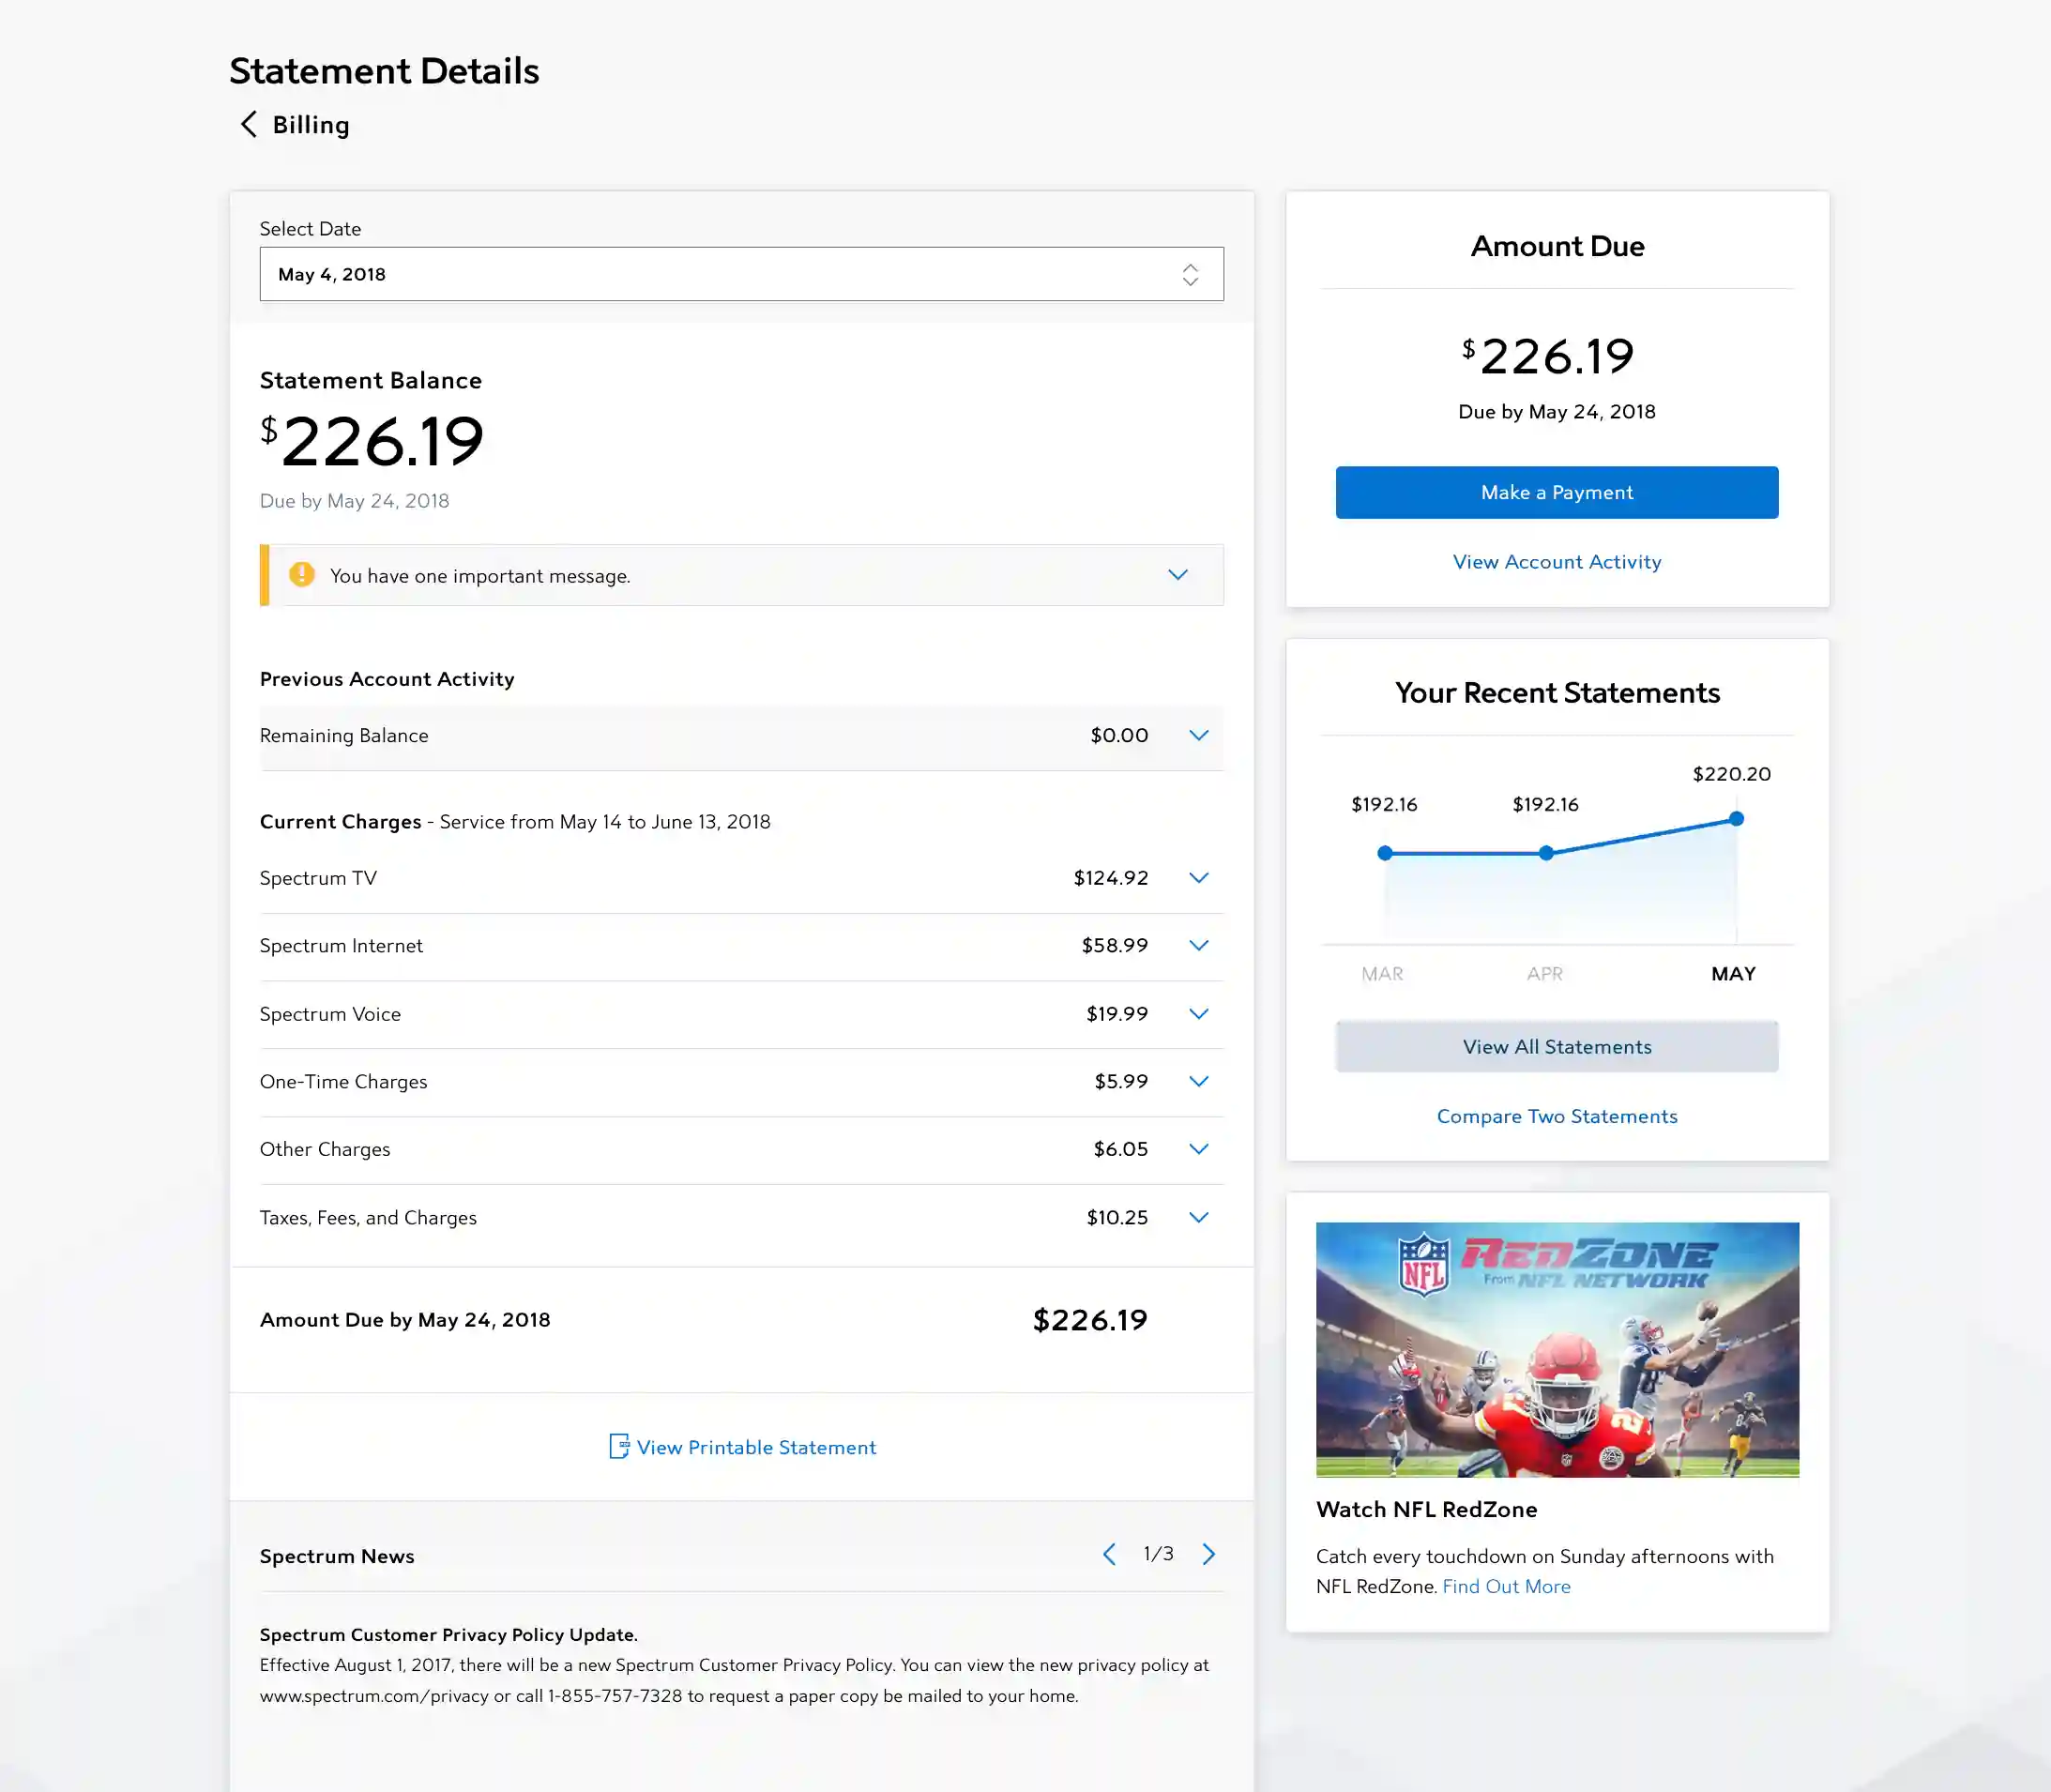 Statement Details
Billing
Select Date
May 4, 2018
Statement Balance
$226.19
Due by May 24, 2018
You have one important message.
Previous Account Activity
Remaining Balance $0.00
Current Charges - Service from May 14 to June 13, 2018
Spectrum TV $124.92
Spectrum Internet $58.99
Spectrum Voice $19.99
One-Time Charges $5.99
Other Charges $6.05
Taxes, Fees, and Charges $10.25
Amount Due by May 24, 2018 $226.19
View Printable Statement
Spectrum News 1/3
Spectrum Customer Privacy Policy Update.
Effective August 1, 2017, there will be a new Spectrum Customer Privacy Policy. You can view the new privacy policy at
www.spectrum.com/privacy or call 1-855-757-7328 to request a paper copy be mailed to your home.
Amount Due
$226.19
Due by May 24, 2018
Make a Payment
View Account Activity
Your Recent Statements
$192.16 $192.16 $220.20
MAR APR MAY
View All Statements
Compare Two Statements
NFL REDZONE
From NFL NETWORK
Watch NFL RedZone
Catch every touchdown on Sunday afternoons with
NFL RedZone. Find Out More